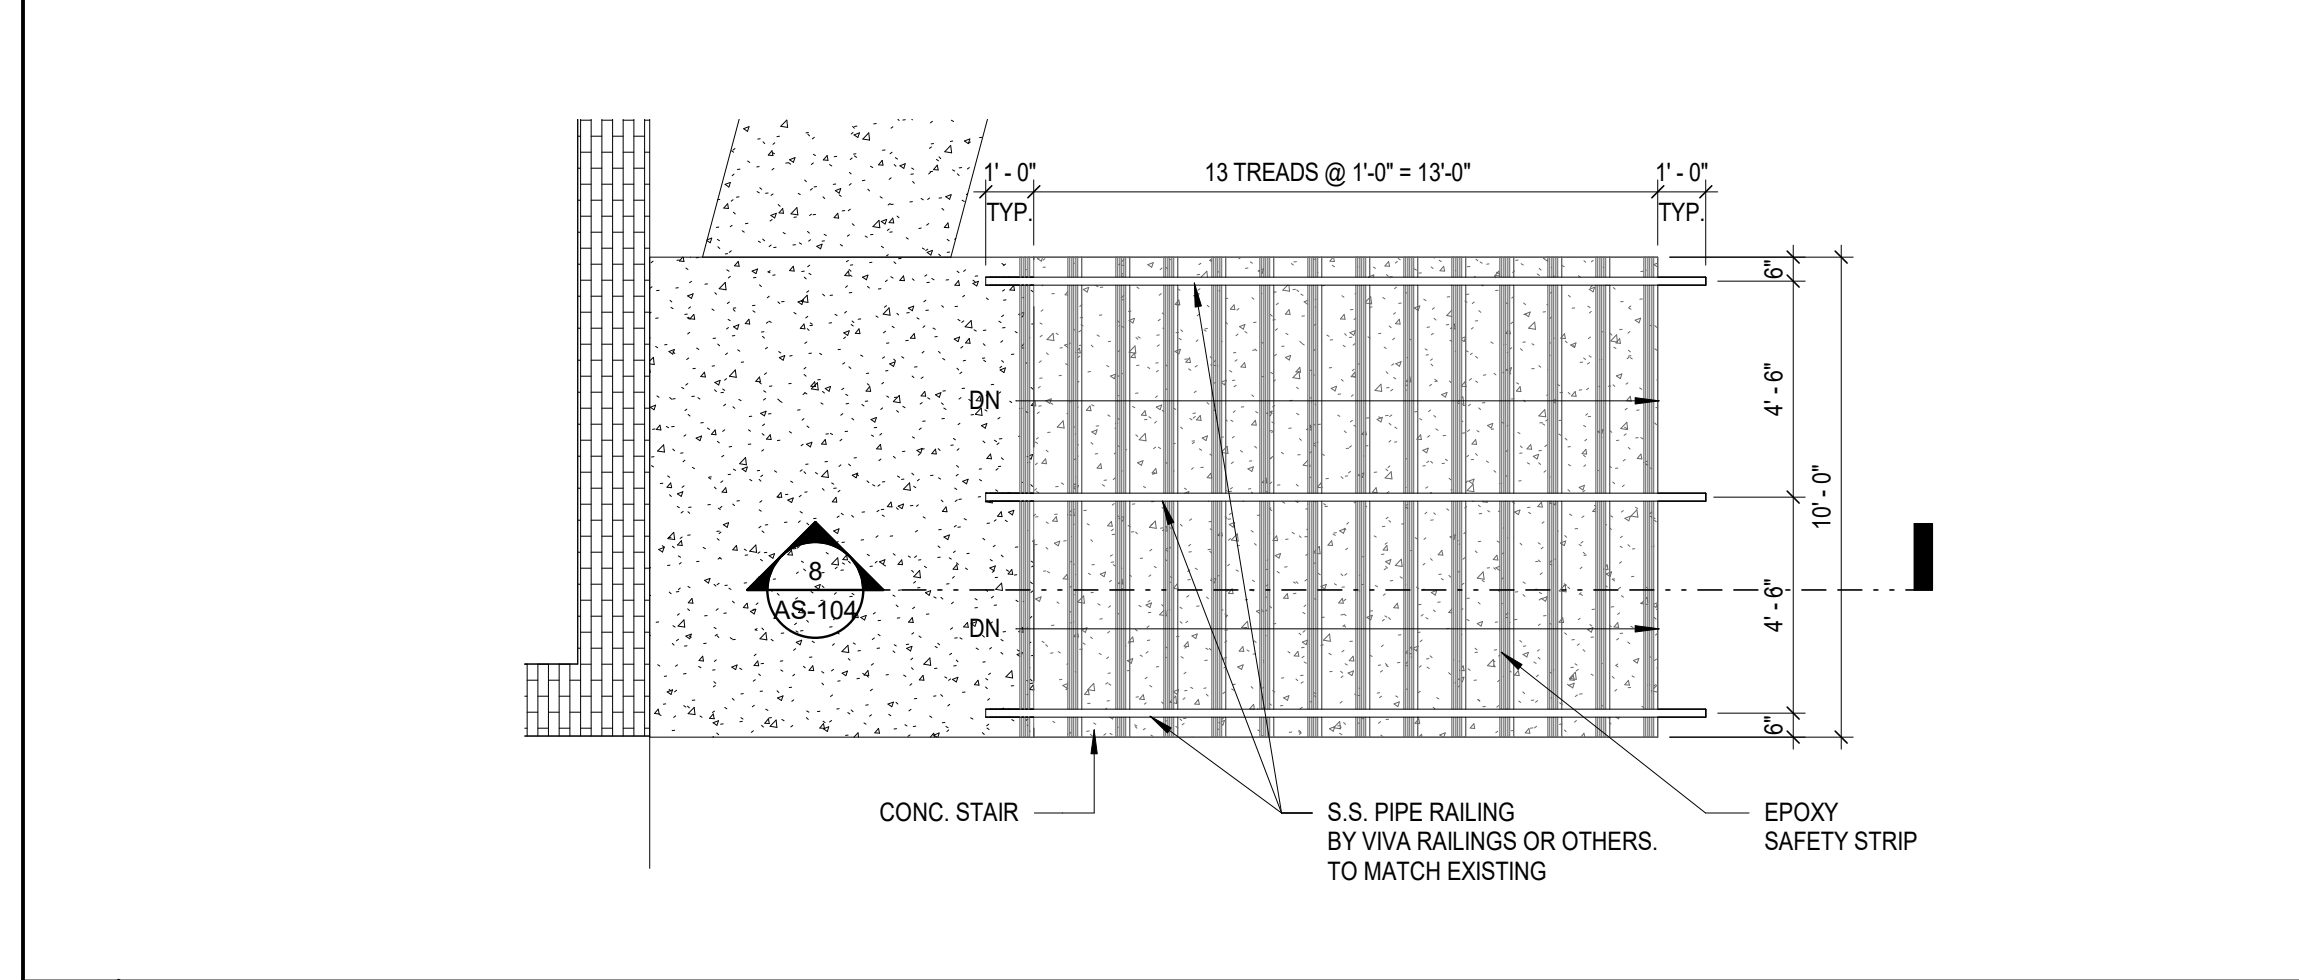 1' - 0"
13 TREADS @ 1'-0" = 13'-0"
1' - 0"
TYP.
TYP.
6"
4' - 6"
DN
10' - 0"
8
AS-104
4' - 6"
DN
6"
CONC. STAIR
S.S. PIPE RAILING
BY VIVA RAILINGS OR OTHERS.
TO MATCH EXISTING
EPOXY
SAFETY STRIP